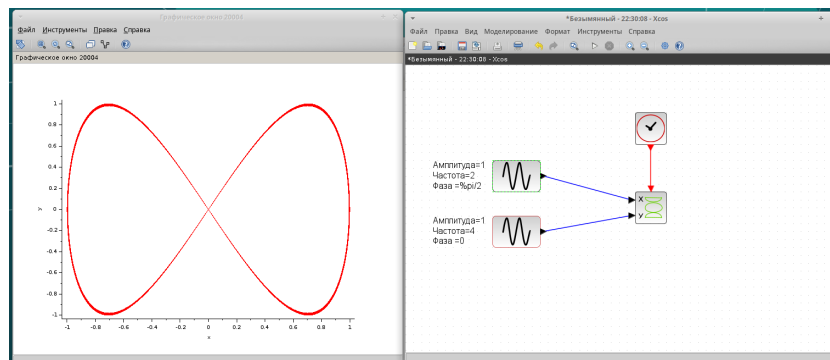 Графическое окно 20004
Файл Инструменты Правка Справка
Графическое окно 20004
1
0.8
0.6
0.4
0.2
y
0
-0.2
-0.4
-0.6
-0.8
-1
-1 -0.8 -0.6 -0.4 -0.2 0 0.2 0.4 0.6 0.8 1
x
*Безымянный - 22:30:08 - Xcos
Файл Правка Вид Моделирование Формат Инструменты Справка
*Безымянный - 22:30:08 - Xcos
Амплитуда=1
Частота=2
Фаза =%pi/2
Амплитуда=1
Частота=4
Фаза =0
X
Y